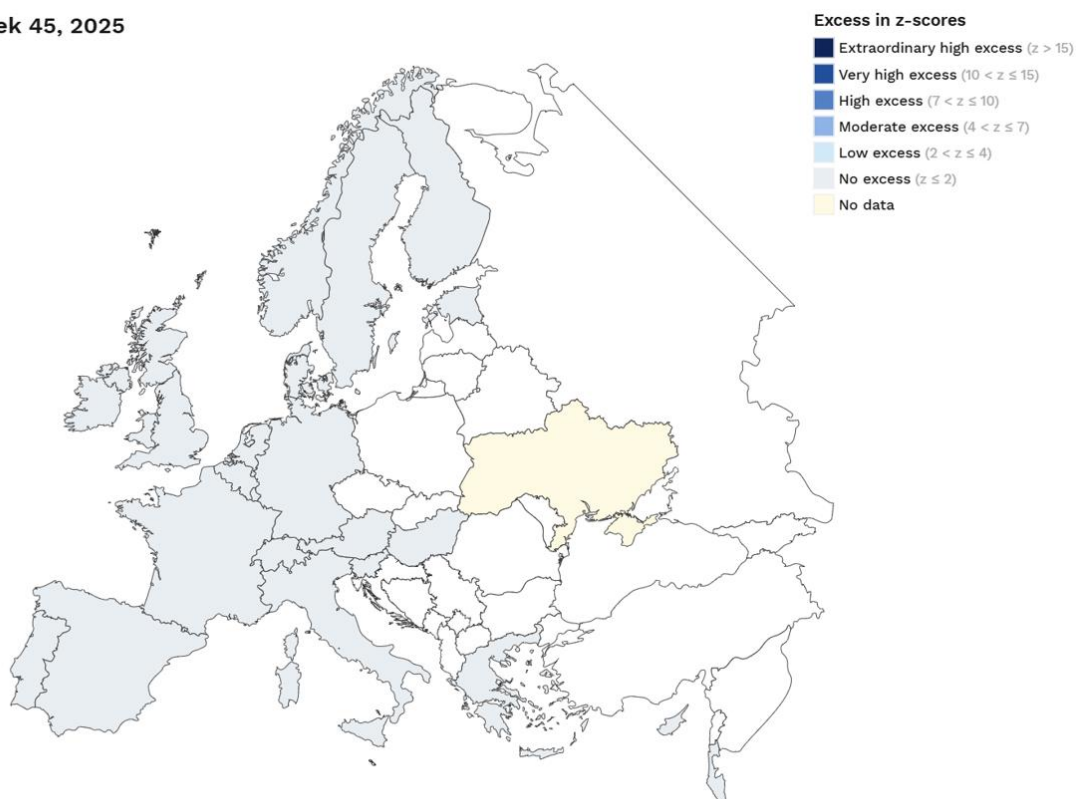 ek 45, 2025
Excess in z-scores
Extraordinary high excess (z > 15)
Very high excess (10 < z ≤ 15)
High excess (7 < z ≤ 10)
Moderate excess (4 < z ≤ 7)
Low excess (2 < z ≤ 4)
No excess (z ≤ 2)
No data